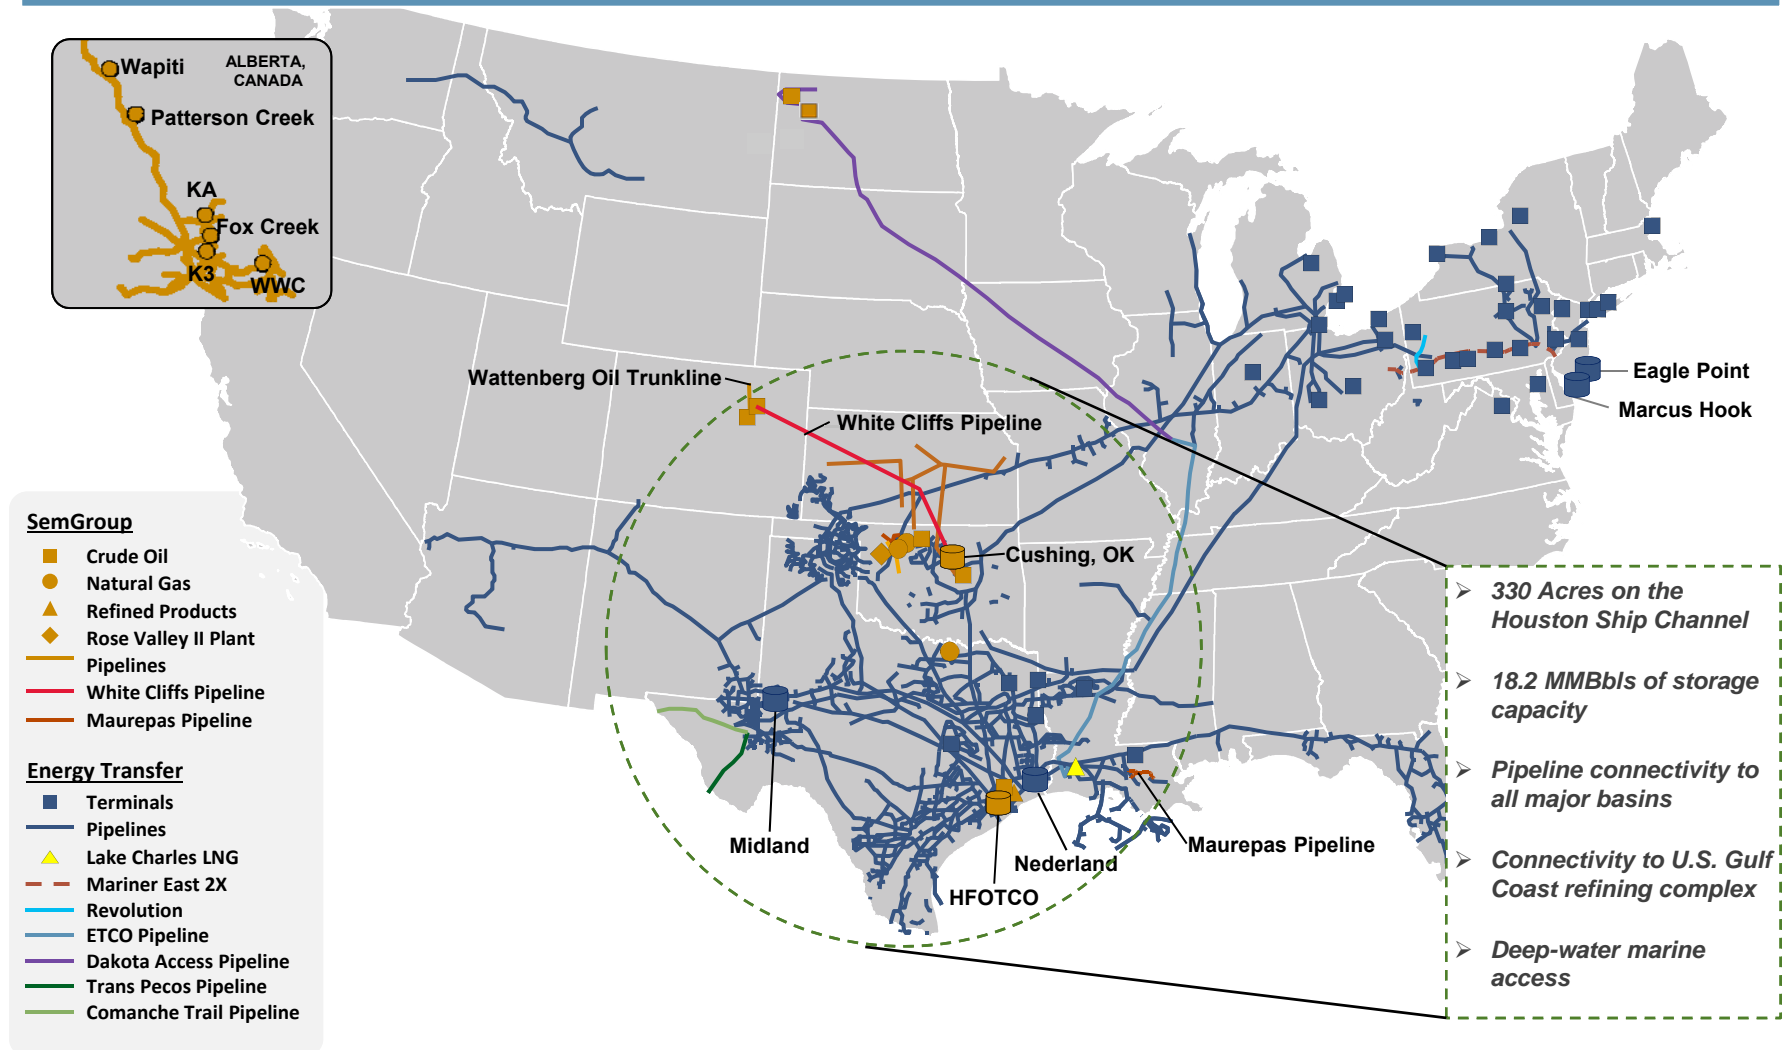 Wapiti
ALBERTA,
CANADA
Patterson Creek
KA
Fox Creek
K3
WWC
Wattenberg Oil Trunkline
White Cliffs Pipeline
Eagle Point
Marcus Hook
Cushing, OK
SemGroup
Crude Oil
Natural Gas
Refined Products
Rose Valley II Plant
Pipelines
White Cliffs Pipeline
Maurepas Pipeline
Energy Transfer
Terminals
Pipelines
Lake Charles LNG
Mariner East 2X
Revolution
ETCO Pipeline
Dakota Access Pipeline
Trans Pecos Pipeline
Comanche Trail Pipeline
Midland
HFOTCO
Nederland
Maurepas Pipeline
➢ 330 Acres on the
Houston Ship Channel
➢ 18.2 MMBbls of storage
capacity
➢ Pipeline connectivity to
all major basins
➢ Connectivity to U.S. Gulf
Coast refining complex
➢ Deep-water marine
access